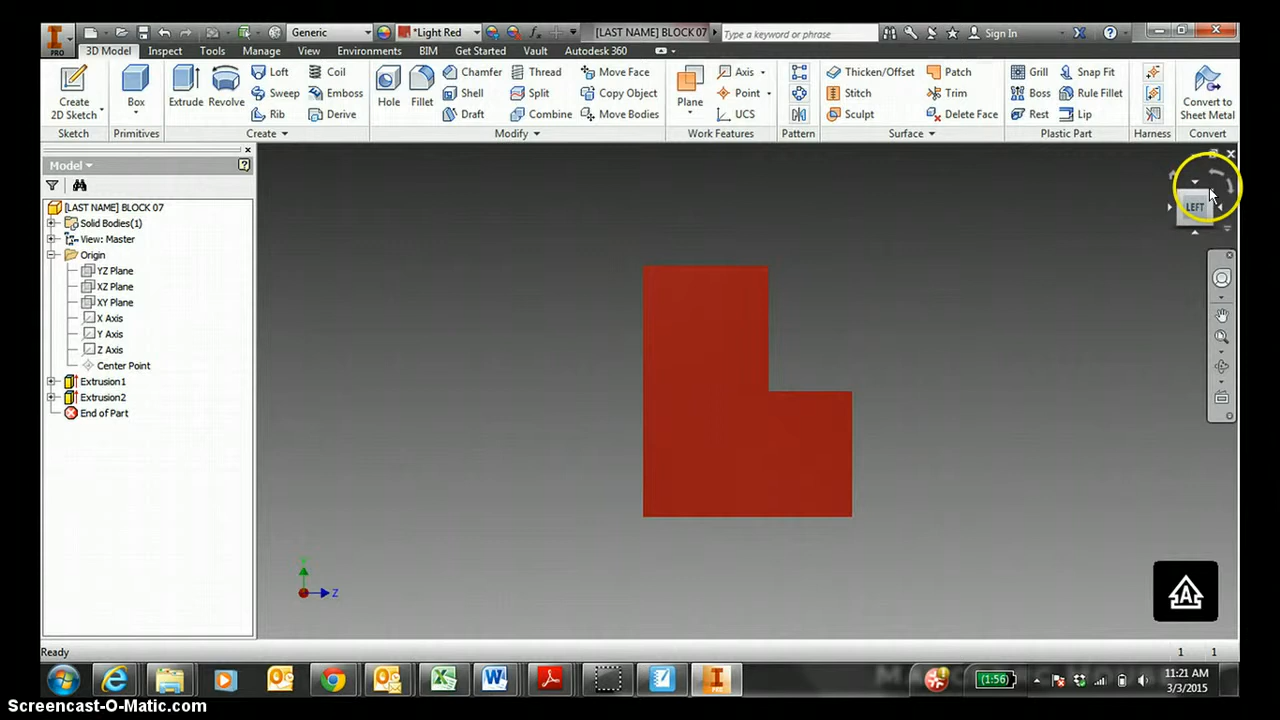 Generic
*Light Red
[LAST NAME] BLOCK 07
Type a keyword or phrase
Sign In
PRO
3D Model
Inspect
Tools
Manage
View
Environments
BIM
Get Started
Vault
Autodesk 360
Create
2D Sketch
Box
Extrude
Revolve
Loft
Sweep
Rib
Coil
Emboss
Derive
Hole
Fillet
Chamfer
Shell
Draft
Thread
Split
Combine
Move Face
Copy Object
Move Bodies
Plane
Axis
Point
UCS
Thicken/Offset
Stitch
Sculpt
Patch
Trim
Delete Face
Grill
Boss
Rest
Snap Fit
Rule Fillet
Lip
Convert to
Sheet Metal
Sketch
Primitives
Create
Modify
Work Features
Pattern
Surface
Plastic Part
Harness
Convert
Model
[LAST NAME] BLOCK 07
Solid Bodies(1)
View: Master
Origin
YZ Plane
XZ Plane
XY Plane
X Axis
Y Axis
Z Axis
Center Point
Extrusion1
Extrusion2
End of Part
LEFT
Z
A
Ready
1
1
(1:56)
11:21 AM
3/3/2015
Screencast-O-Matic.com